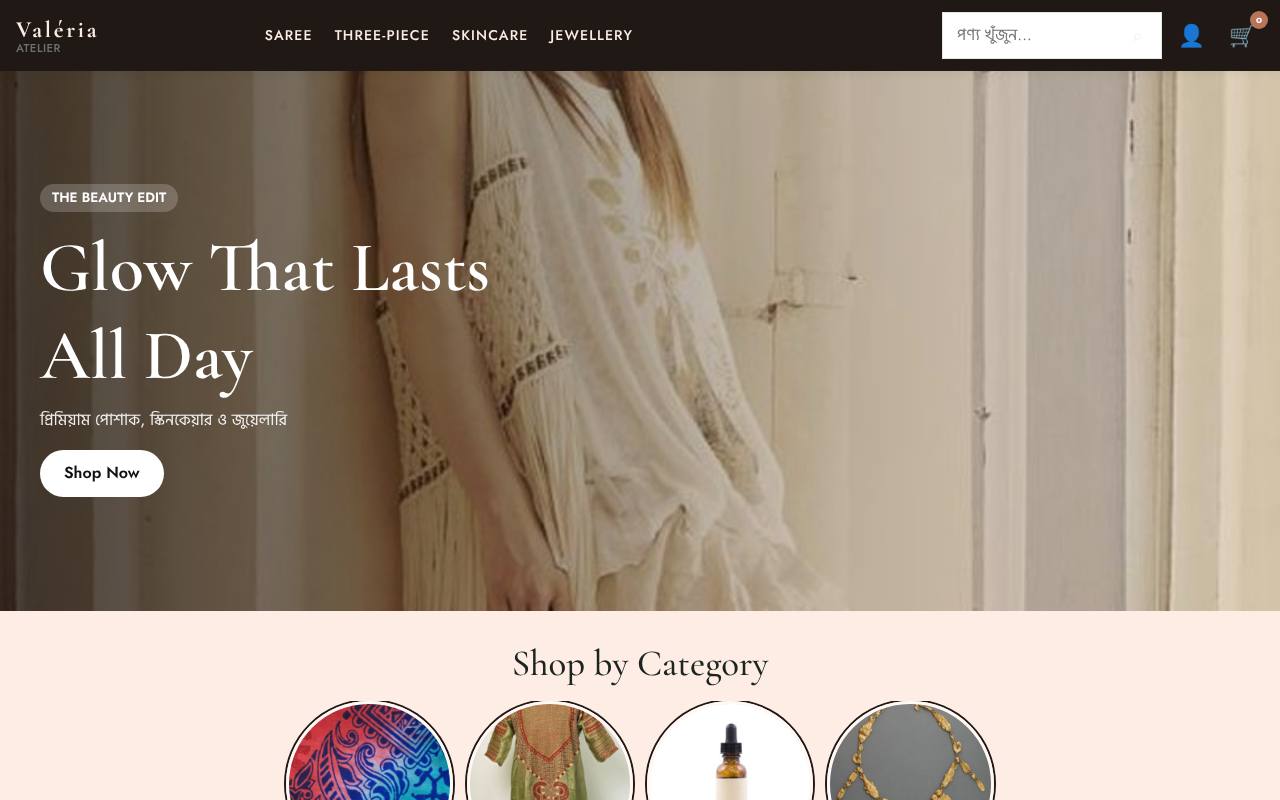 Valéria
ATELIER
SAREE THREE-PIECE SKINCARE JEWELLERY
পণ্য খুঁজুন...
0
THE BEAUTY EDIT
Glow That Lasts
All Day
প্রিমিয়াম পোশাক, স্কিনকেয়ার ও জুয়েলারি
Shop Now
Shop by Category